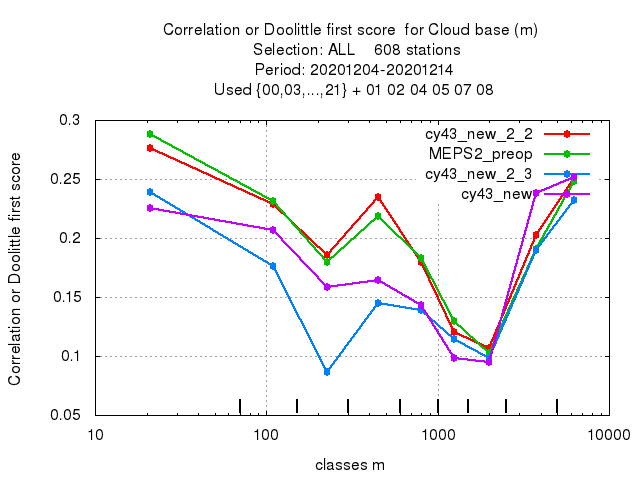 Correlation or Doolittle first score  for Cloud base (m)
Selection: ALL    608 stations
Period: 20201204-20201214
Used {00,03,...,21} + 01 02 04 05 07 08
0.3
0.25
0.2
0.15
0.1
0.05
Correlation or Doolittle first score
cy43_new_2_2
MEPS2_preop
cy43_new_2_3
cy43_new
10
100
1000
10000
classes m